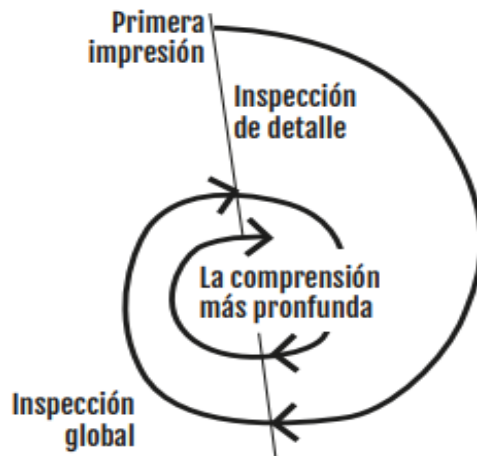 Primera
impresión
Inspección
de detalle
La comprensión
más pronfunda
Inspección
global